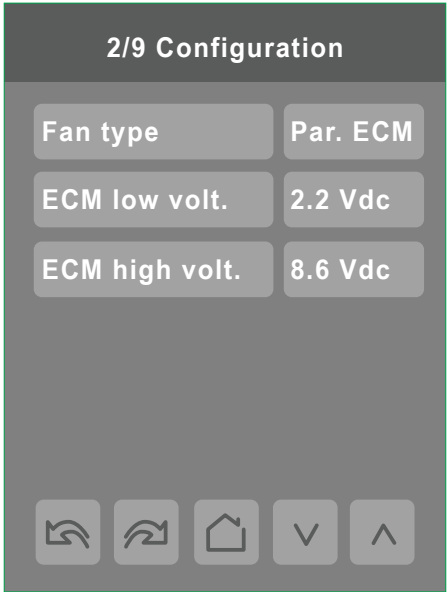 2/9 Configuration
Fan type Par. ECM
ECM low volt. 2.2 Vdc
ECM high volt. 8.6 Vdc